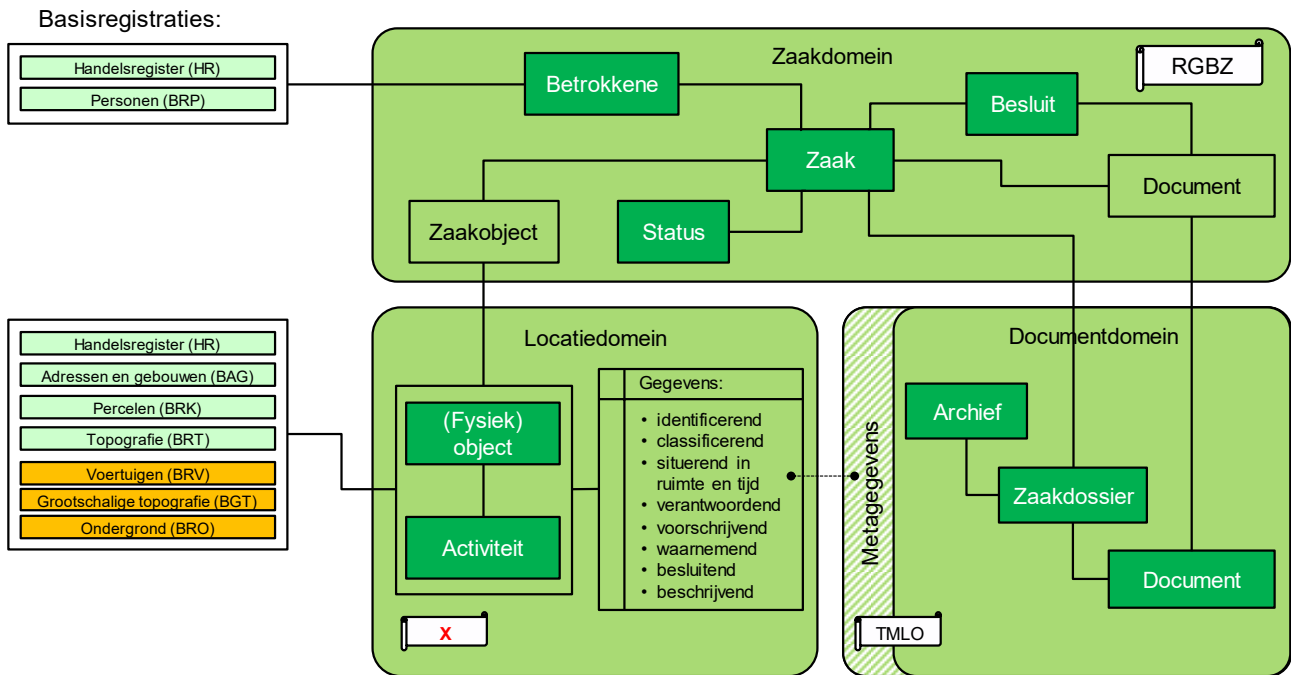 Basisregistraties:
Handelsregister (HR)
Personen (BRP)
Zaakdomein
RGBZ
Betrokkene
Besluit
Zaak
Document
Zaakobject
Status
Handelsregister (HR)
Adressen en gebouwen (BAG)
Percelen (BRK)
Topografie (BRT)
Voertuigen (BRV)
Grootschalige topografie (BGT)
Ondergrond (BRO)
Locatiedomein
(Fysiek)
object
Activiteit
Gegevens:
• identificerend
• classificerend
• situerend in
ruimte en tijd
• verantwoordend
• voorschrijvend
• waarnemend
• besluitend
• beschrijvend
X
Metagegevens
TMLO
Documentdomein
Archief
Zaakdossier
Document